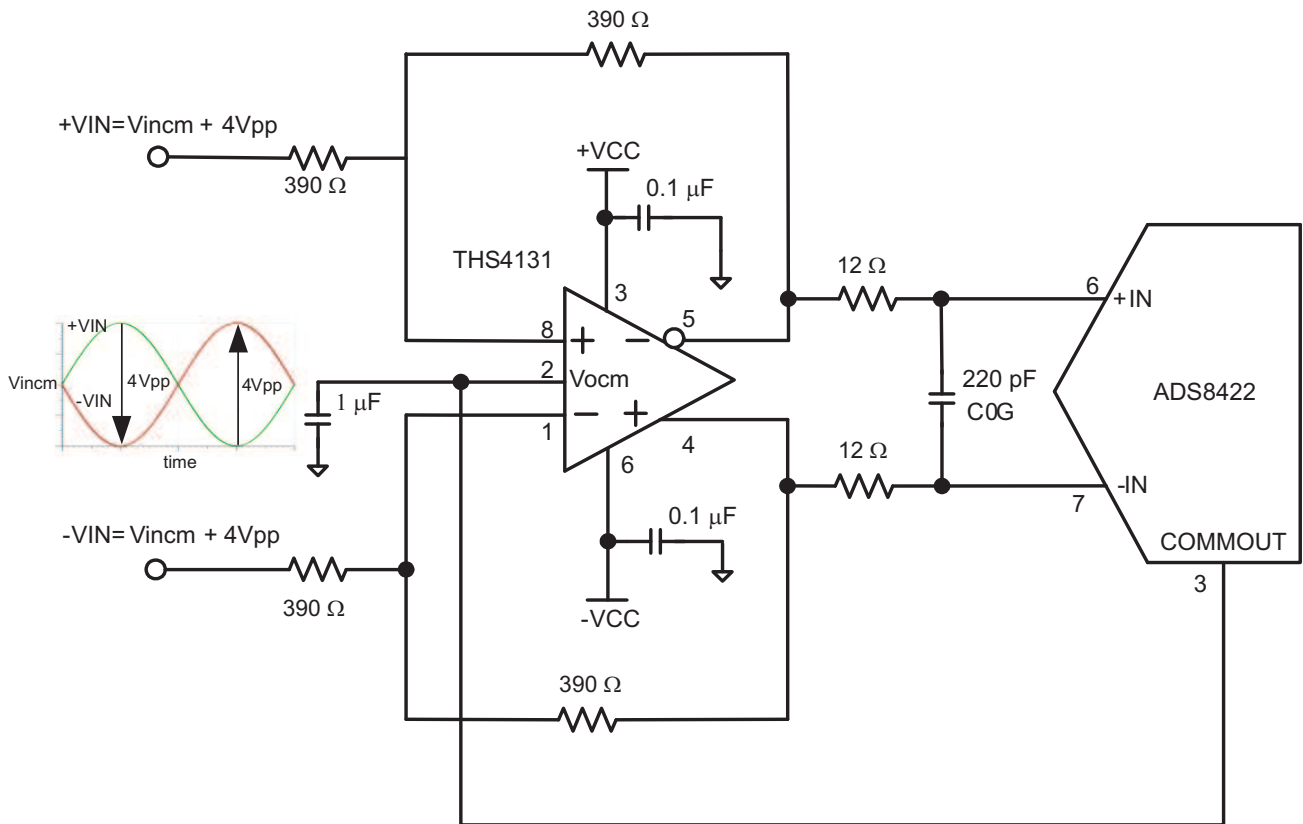 390 Ω
+VIN=Vincm + 4Vpp
390 Ω
+VCC
0.1 μF
THS4131
3
12 Ω
6
+IN
5
8
+
−
+VIN
Vincm
4Vpp
4Vpp
-VIN
time
2
Vocm
1 μF
−
+
1
4
220 pF
C0G
ADS8422
6
12 Ω
-IN
7
0.1 μF
-VIN=Vincm + 4Vpp
COMMOUT
3
390 Ω
-VCC
390 Ω